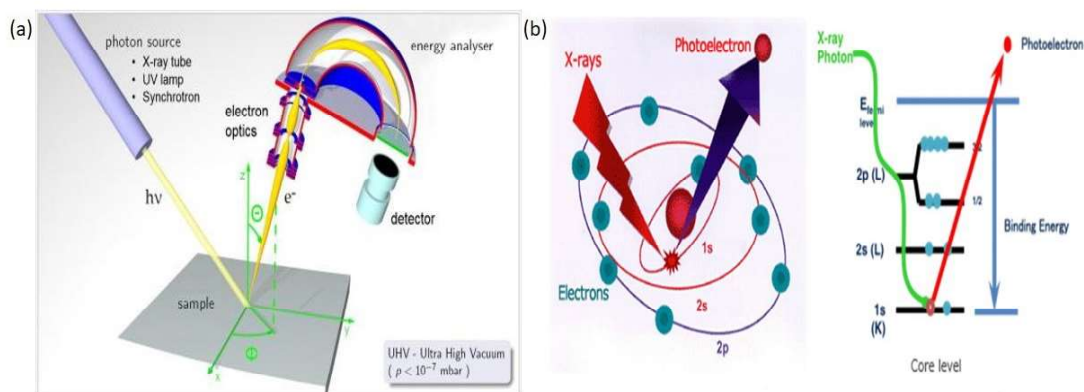 (a)
photon source
• X-ray tube
• UV lamp
• Synchrotron
energy analyser
electron
optics
detector
hν
e⁻
z
Θ
sample
y
Φ
x
UHV - Ultra High Vacuum
( p < 10⁻⁷ mbar )
(b)
Photoelectron
X-rays
1s
Electrons
2s
2p
X-ray
Photon
Photoelectron
E fermi
level
3/2
2p (L)
1/2
Binding Energy
2s (L)
1s
(K)
Core level